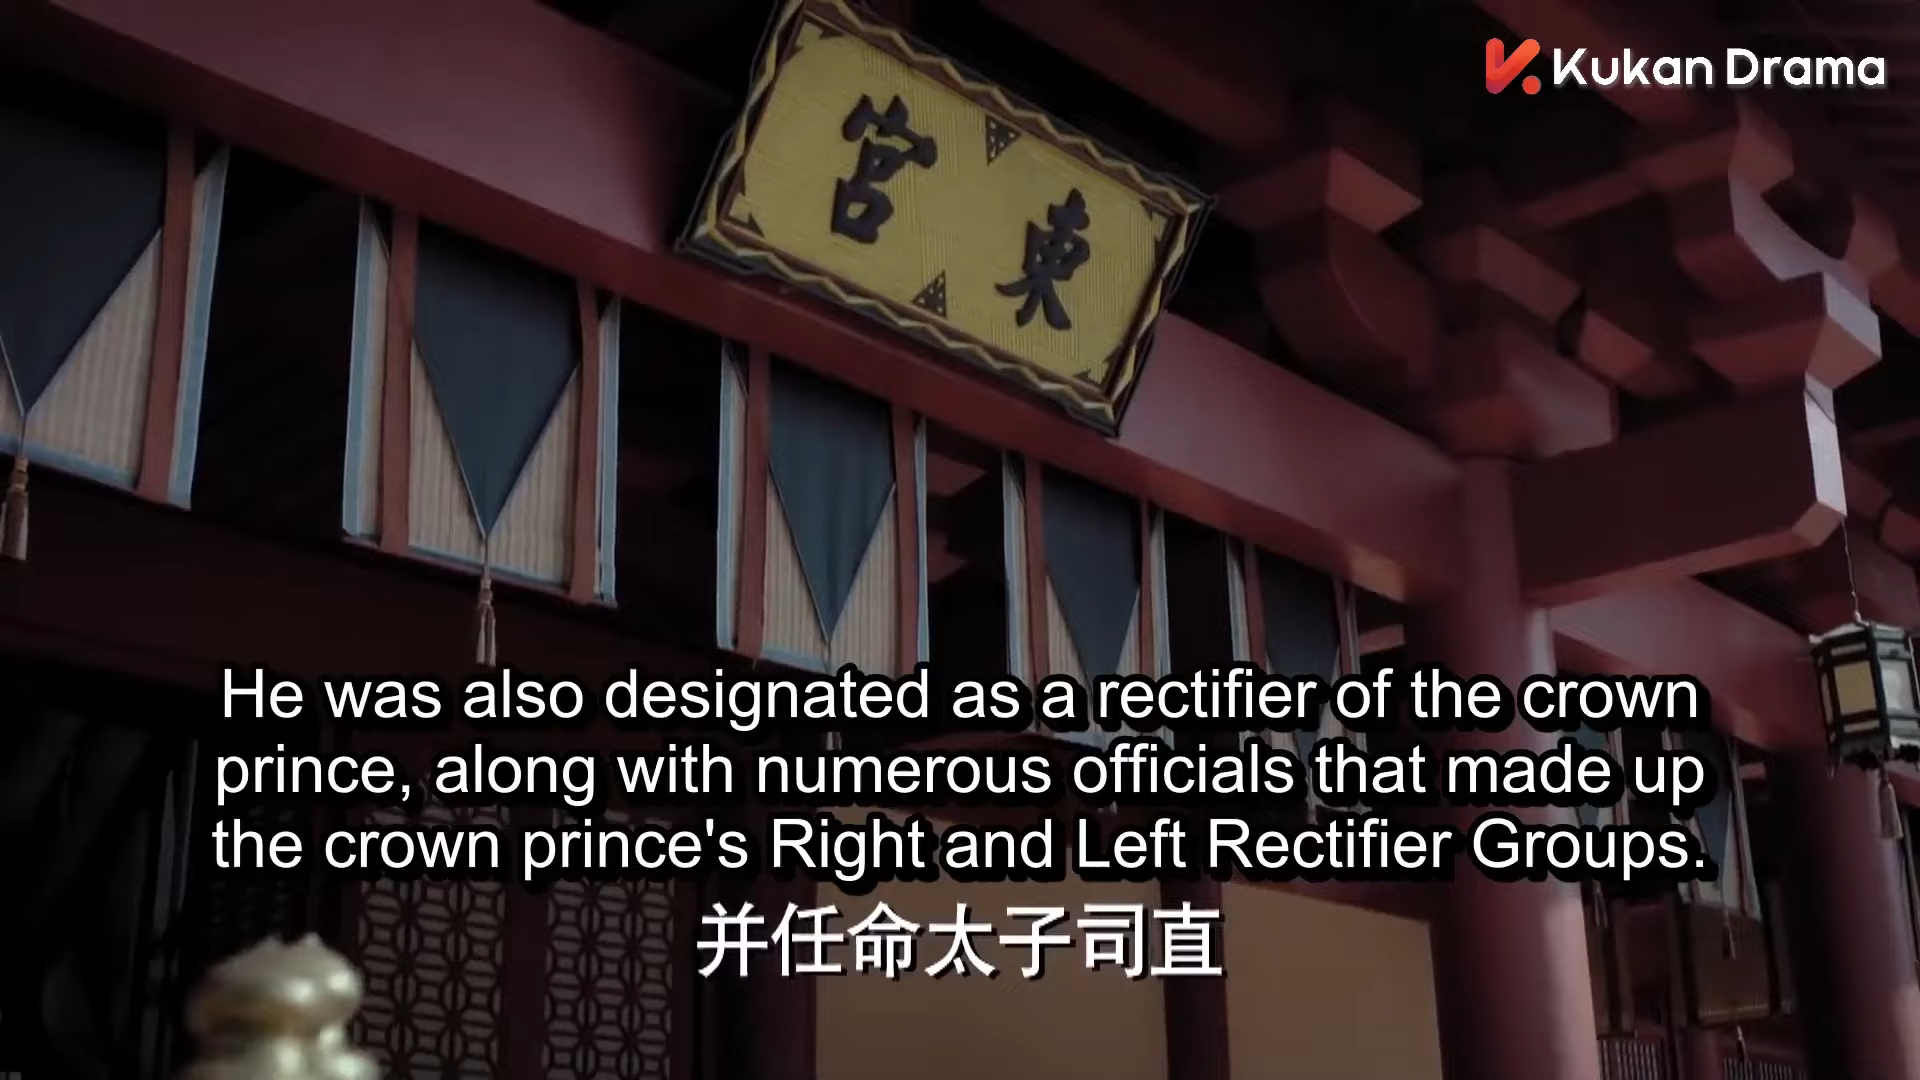 Kukan Drama
東宮
He was also designated as a rectifier of the crown
prince, along with numerous officials that made up
the crown prince's Right and Left Rectifier Groups.
并任命太子司直